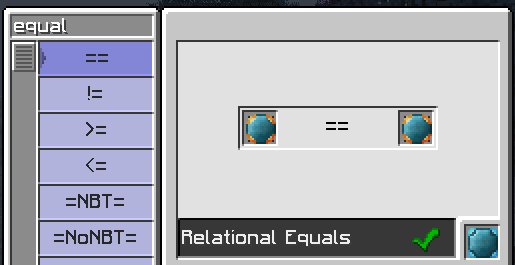 equal
==
!=
>=
<=
=NBT=
=NoNBT=
==
Relational Equals